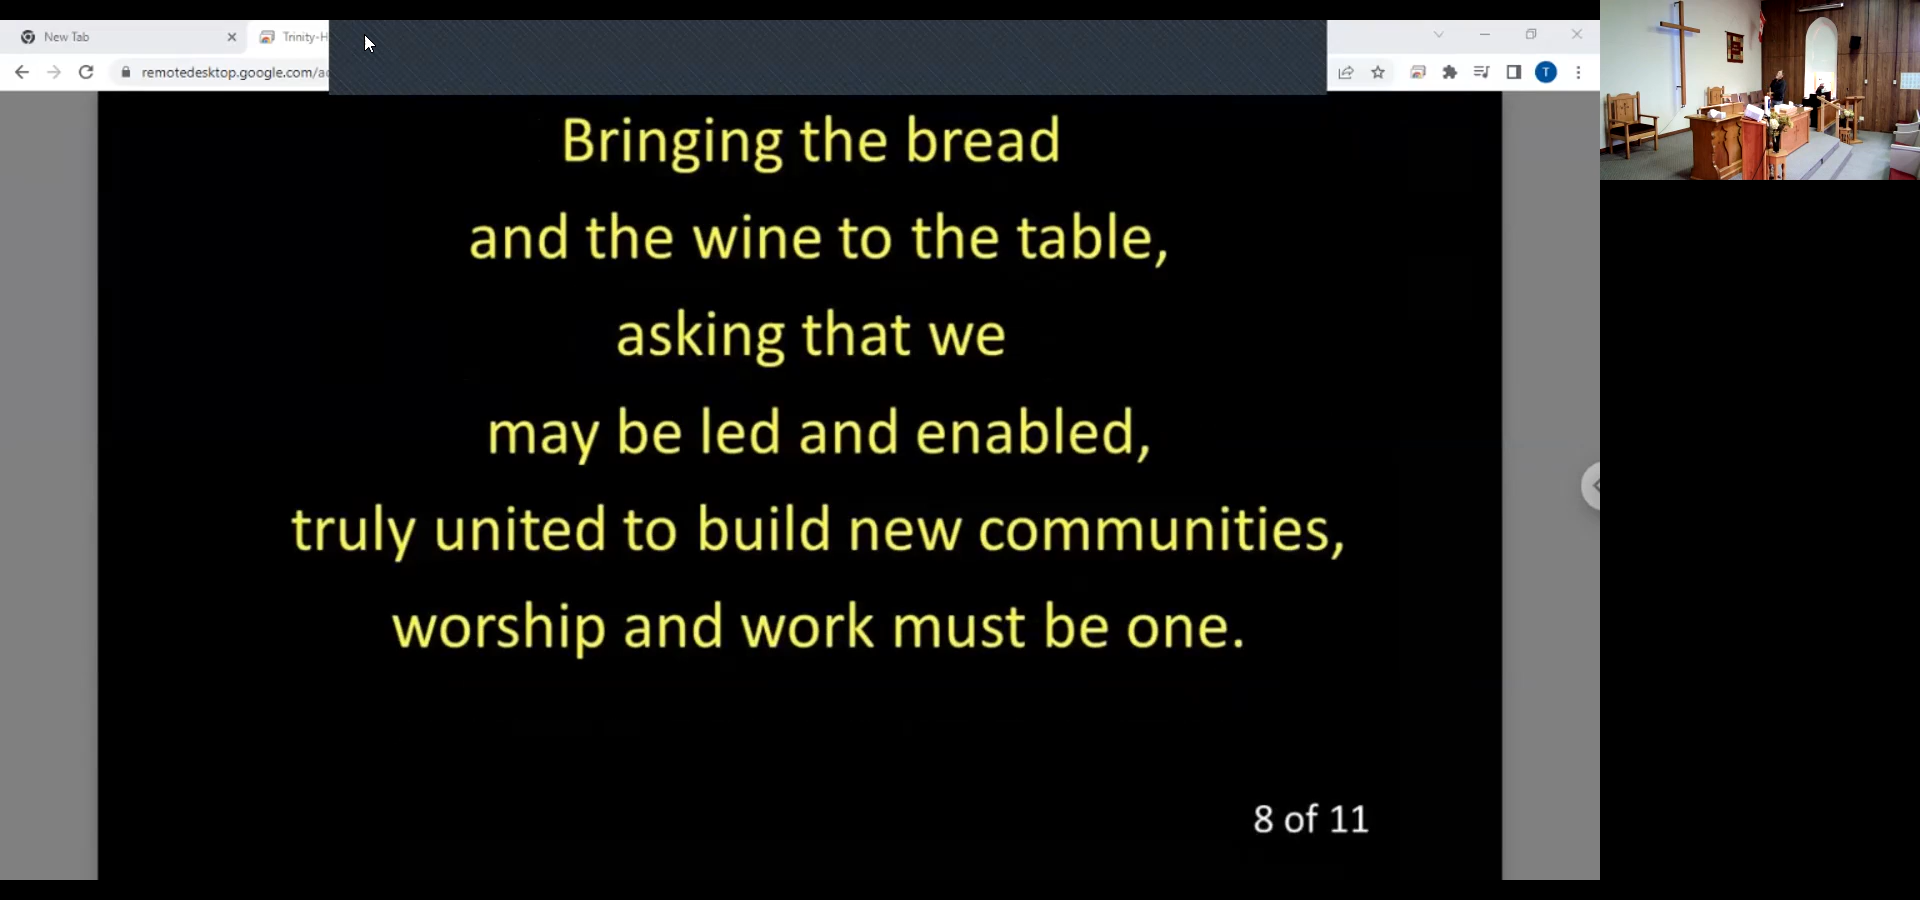 New Tab
Trinity-H
remotedesktop.google.com/a
T
Bringing the bread
and the wine to the table,
asking that we
may be led and enabled,
truly united to build new communities,
worship and work must be one.
8 of 11